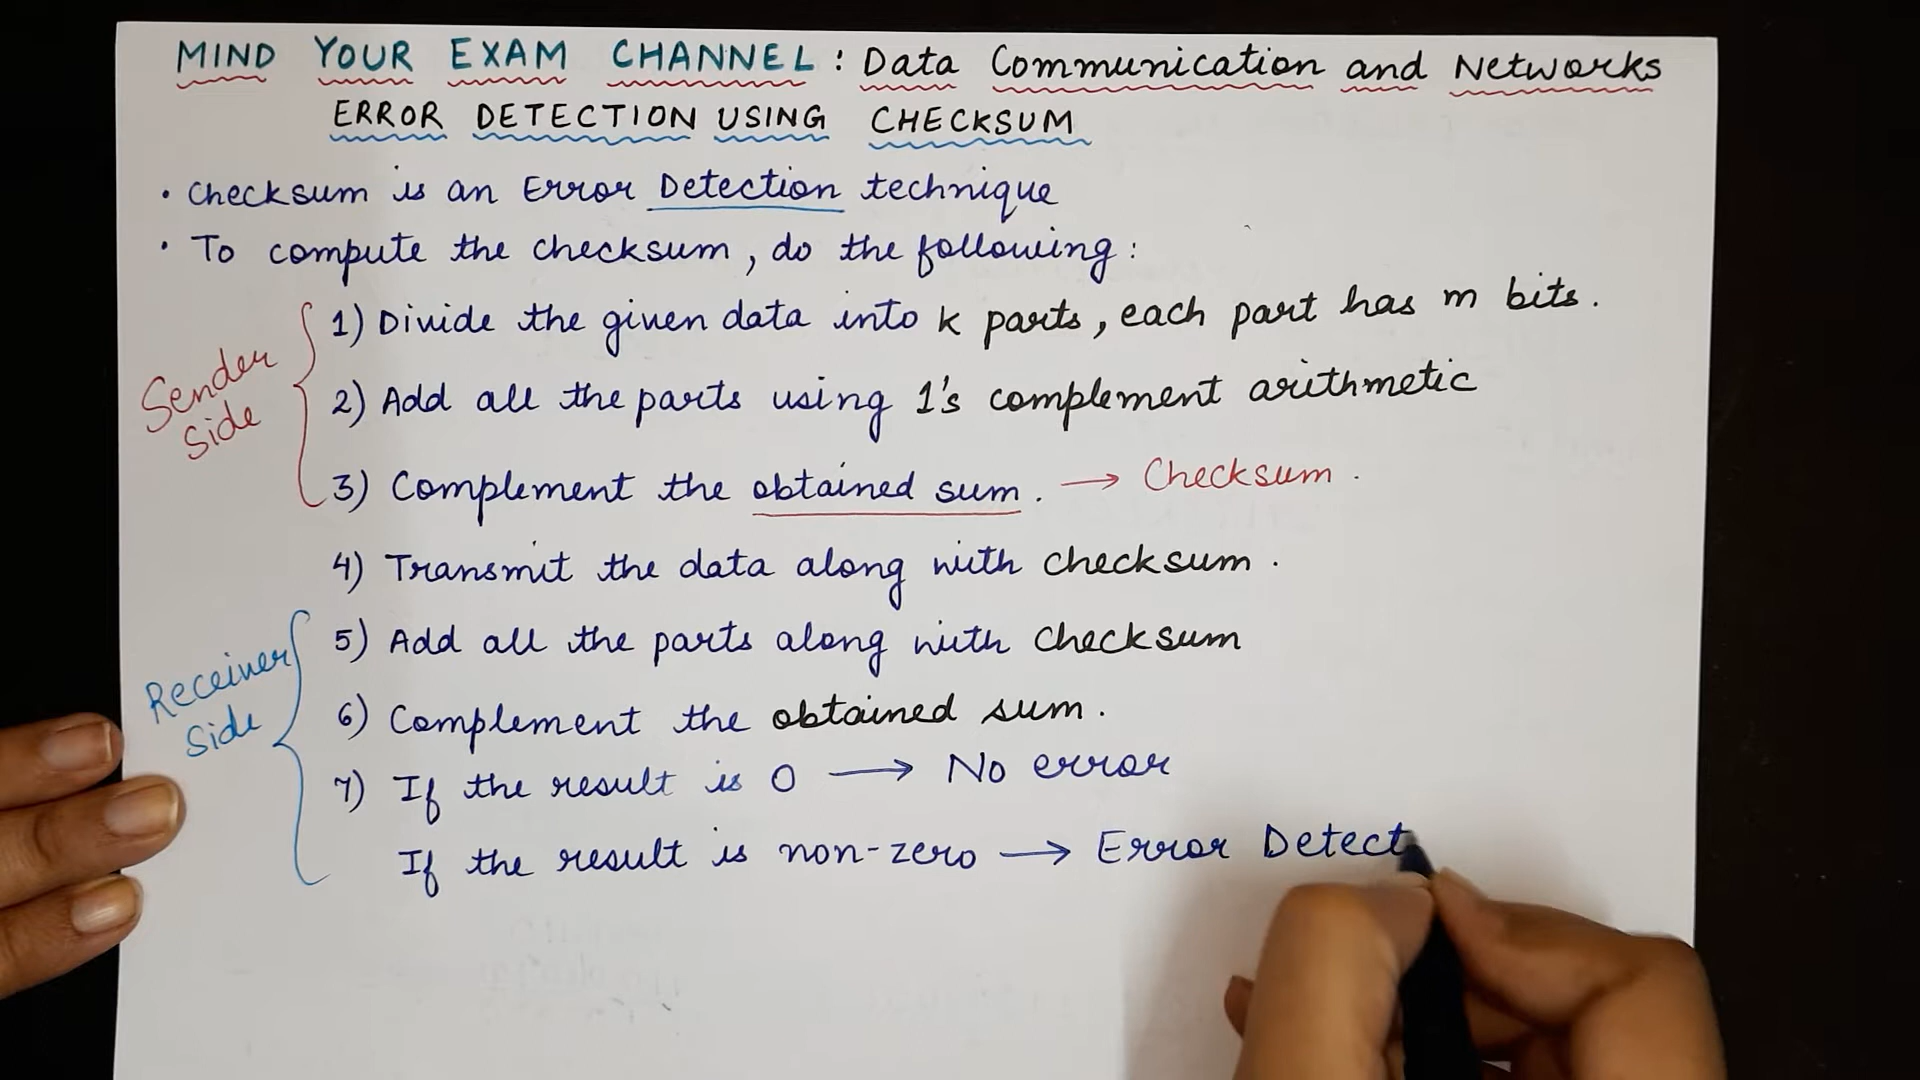 MIND YOUR EXAM CHANNEL : Data Communication and Networks
ERROR DETECTION USING CHECKSUM
• Checksum is an Error Detection technique
• To compute the checksum, do the following:
Sender side
1) Divide the given data into k parts, each part has m bits.
2) Add all the parts using 1's complement arithmetic
3) Complement the obtained sum. → Checksum.
4) Transmit the data along with checksum.
Receiver side
5) Add all the parts along with checksum
6) Complement the obtained sum.
7) If the result is 0 → No error
If the result is non-zero → Error Detect